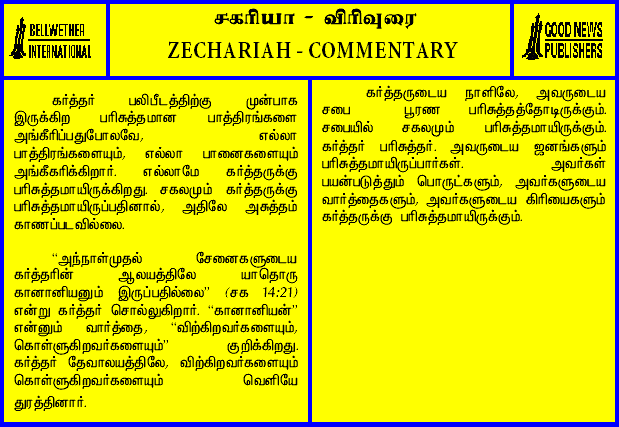 BELLWETHER
INTERNATIONAL
சகரியா - விரிவுரை
ZECHARIAH - COMMENTARY
GOOD NEWS
PUBLISHERS
கர்த்தர் பலிபீடத்திற்கு முன்பாக
இருக்கிற பரிசுத்தமான பாத்திரங்களை
அங்கீரிப்பதுபோலவே, எல்லா
பாத்திரங்களையும், எல்லா பானைகளையும்
அங்கீகரிக்கிறார். எல்லாமே கர்த்தருக்கு
பரிசுத்தமாயிருக்கிறது. சகலமும் கர்த்தருக்கு
பரிசுத்தமாயிருப்பதினால், அதிலே அசுத்தம்
காணப்படவில்லை.
“அந்நாள்முதல் சேனைகளுடைய
கர்த்தரின் ஆலயத்திலே யாதொரு
கானானியனும் இருப்பதில்லை” (சக 14:21)
என்று கர்த்தர் சொல்லுகிறார். “கானானியன்”
என்னும் வார்த்தை, “விற்கிறவர்களையும்,
கொள்ளுகிறவர்களையும்” குறிக்கிறது.
கர்த்தர் தேவாலயத்திலே, விற்கிறவர்களையும்
கொள்ளுகிறவர்களையும் வெளியே
துரத்தினார்.
கர்த்தருடைய நாளிலே, அவருடைய
சபை பூரண பரிசுத்தத்தோடிருக்கும்.
சபையில் சகலமும் பரிசுத்தமாயிருக்கும்.
கர்த்தர் பரிசுத்தர். அவருடைய ஜனங்களும்
பரிசுத்தமாயிருப்பார்கள். அவர்கள்
பயன்படுத்தும் பொருட்களும், அவர்களுடைய
வார்த்தைகளும், அவர்களுடைய கிரியைகளும்
கர்த்தருக்கு பரிசுத்தமாயிருக்கும்.